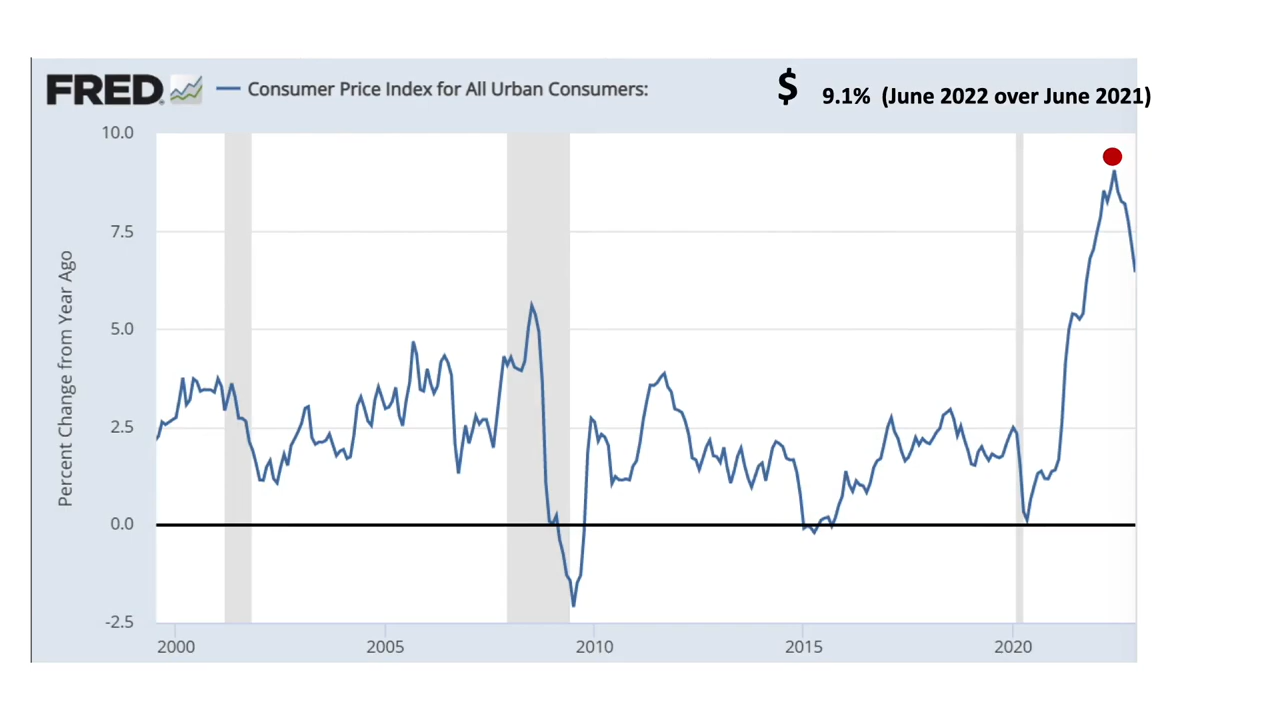 FRED
Consumer Price Index for All Urban Consumers:
$ 9.1% (June 2022 over June 2021)
Percent Change from Year Ago
10.0
7.5
5.0
2.5
0.0
-2.5
2000 2005 2010 2015 2020